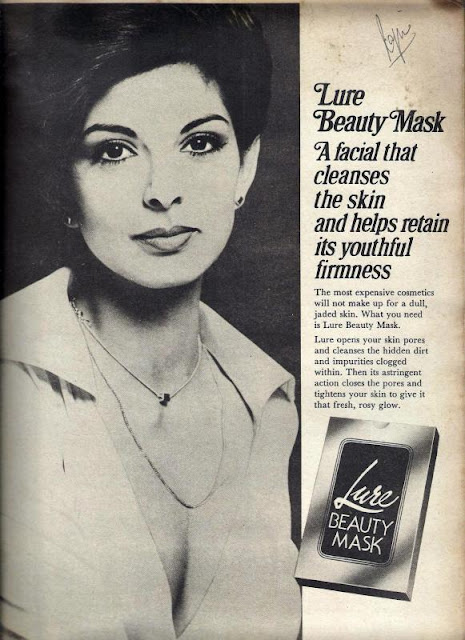 Lure
Beauty Mask
A facial that
cleanses
the skin
and helps retain
its youthful
firmness
The most expensive cosmetics
will not make up for a dull,
jaded skin. What you need
is Lure Beauty Mask.
Lure opens your skin pores
and cleanses the hidden dirt
and impurities clogged
within. Then its astringent
action closes the pores and
tightens your skin to give it
that fresh, rosy glow.
Lure
BEAUTY
MASK